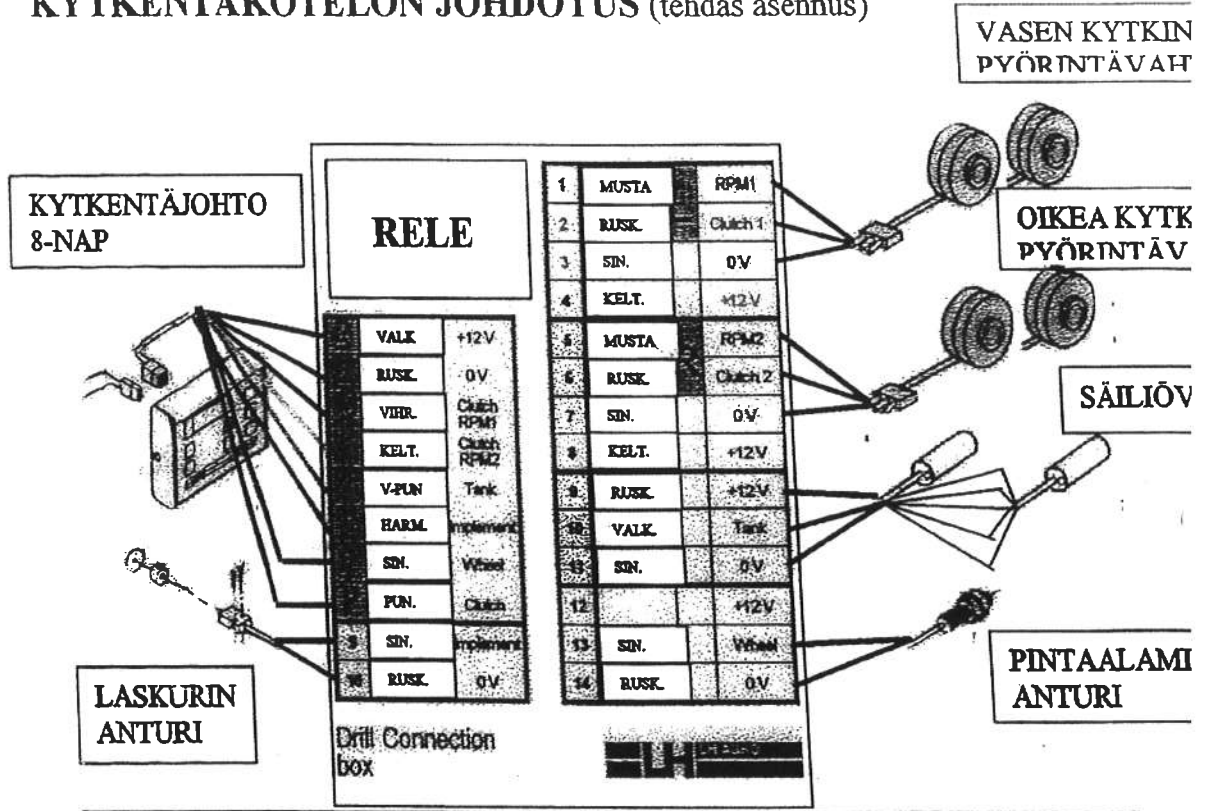 KYTKENTÄKOTELON JOHDOTUS (tehdas asennus)
VASEN KYTKIN
PYÖRINTÄVAHT
KYTKENTÄJOHTO
8-NAP
RELE
1 MUSTA RPM1
2 RUSK. Clutch 1
3 SIN. 0V
4 KELT. +12V
5 MUSTA RPM2
6 RUSK. Clutch 2
7 SIN. 0V
8 KELT. +12V
9 RUSK. +12V
10 VALK. Tank
11 SIN. 0V
12 +12V
13 SIN. Wheel
14 RUSK. 0V
OIKEA KYTK
PYÖRINTÄV
SÄILIÖV
PINTAALAMI
ANTURI
VALK +12V
RUSK. 0V
VIHR. Clutch RPM1
KELT. Clutch RPM2
V-PUN Tank
HARM. Implement
SIN. Wheel
PUN. Clutch
9 SIN. Implement
10 RUSK. 0V
LASKURIN
ANTURI
Drill Connection
box